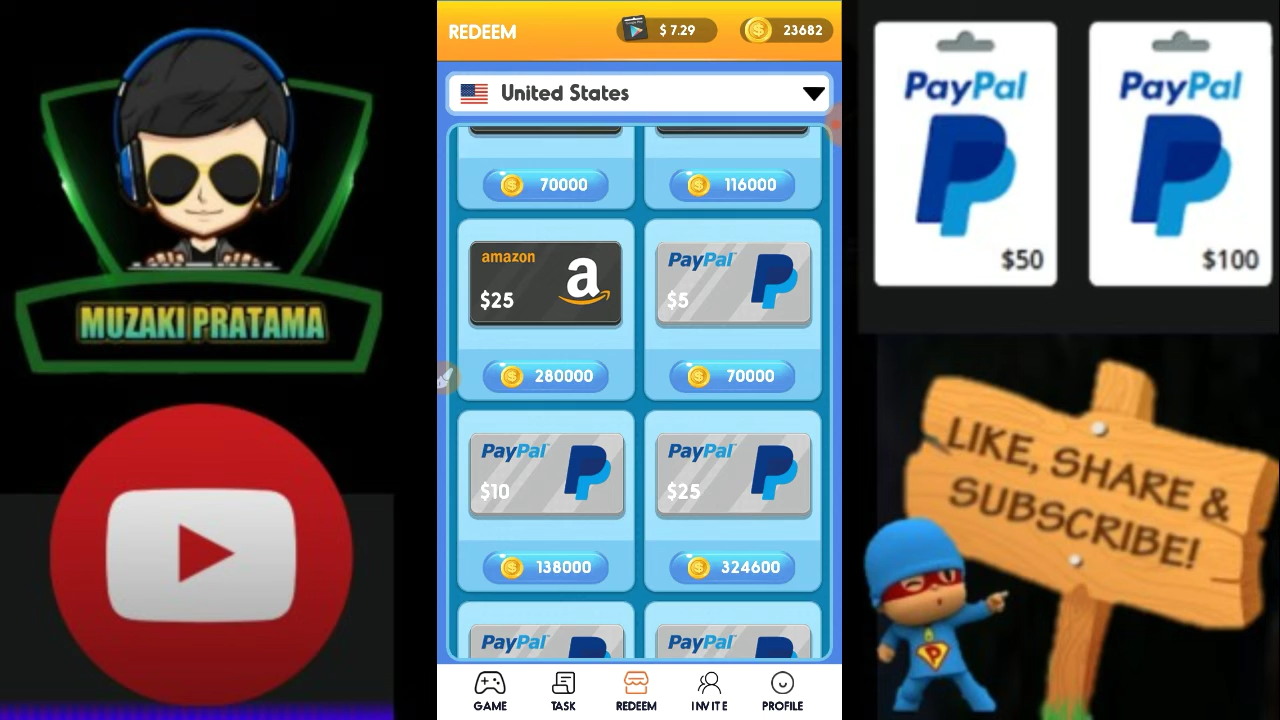 MUZAKI PRATAMA
REDEEM
$ 7.29
23682
United States
70000
116000
amazon
$25
a
280000
PayPal
$5
70000
PayPal
$10
138000
PayPal
$25
324600
PayPal
PayPal
GAME
TASK
REDEEM
INVITE
PROFILE
PayPal
$50
PayPal
$100
LIKE, SHARE &
SUBSCRIBE!
P